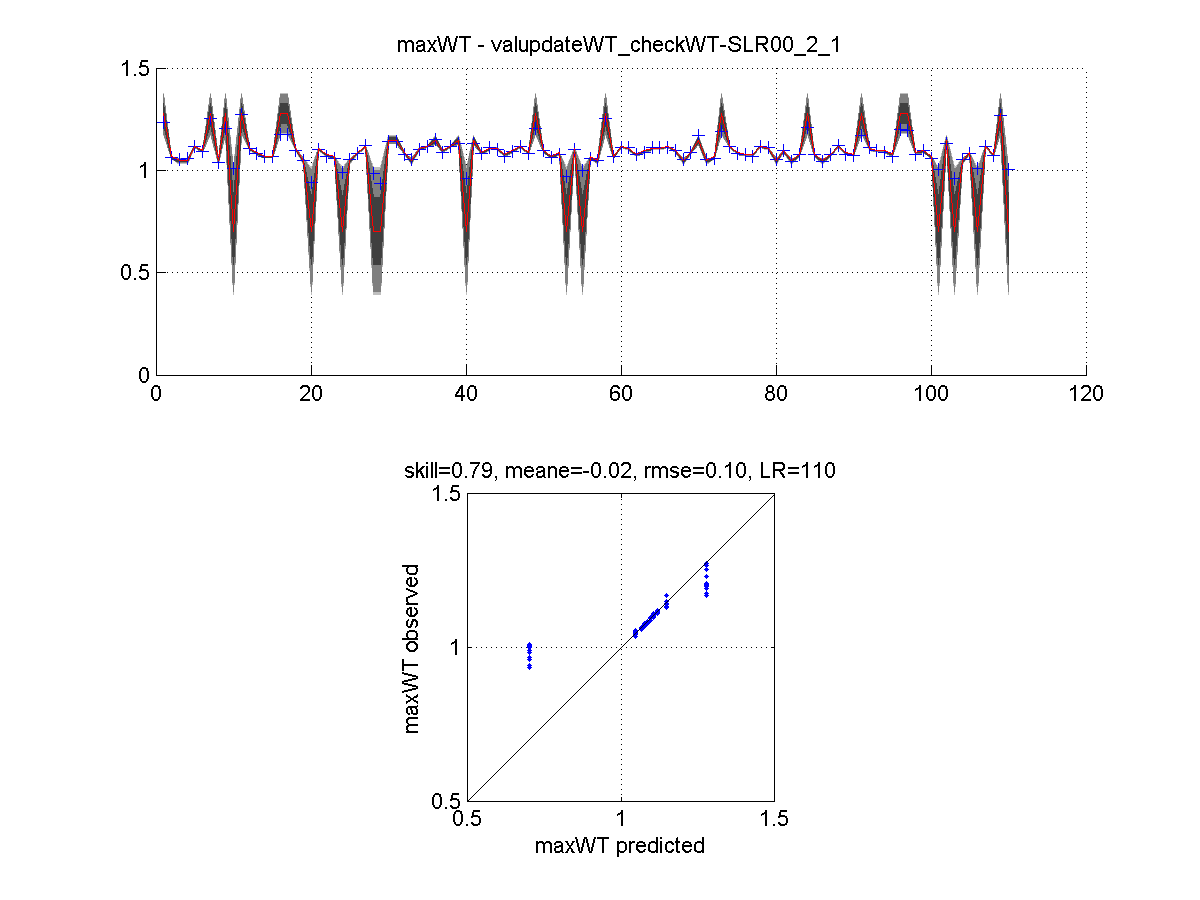 maxWT - valupdateWT_checkWT-SLR00_2_1
1.5
1
0.5
0
0 20 40 60 80 100 120
skill=0.79, meane=-0.02, rmse=0.10, LR=110
1.5
maxWT observed
1
0.5
0.5 1 1.5
maxWT predicted